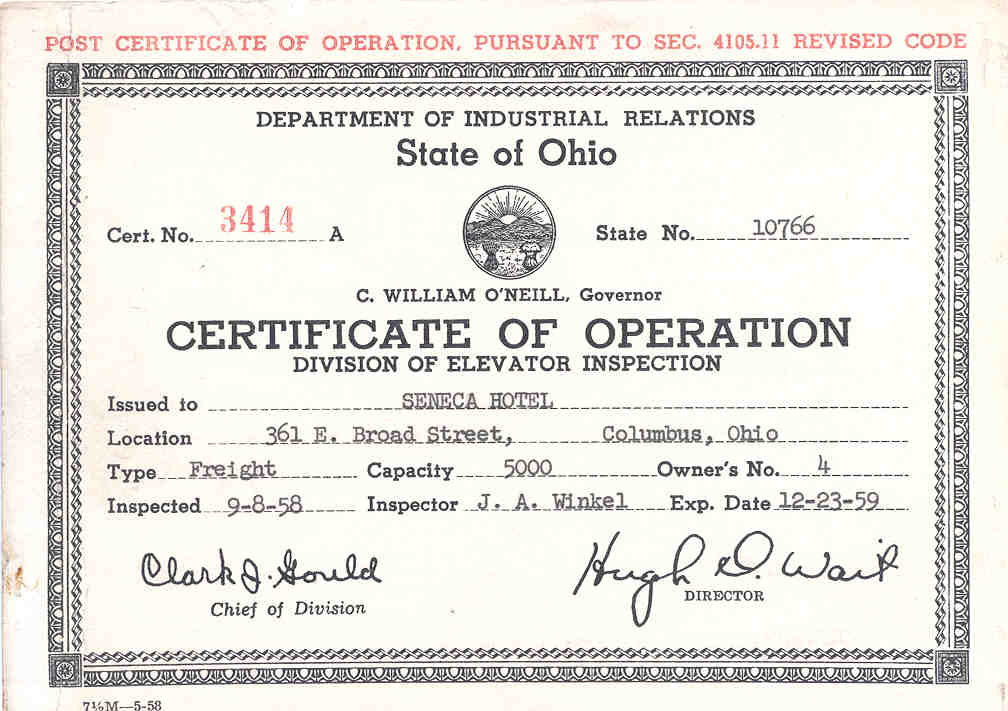 POST CERTIFICATE OF OPERATION, PURSUANT TO SEC. 4105.11 REVISED CODE
DEPARTMENT OF INDUSTRIAL RELATIONS
State of Ohio
Cert. No. 3414 A State No. 10766
C. WILLIAM O'NEILL, Governor
CERTIFICATE OF OPERATION
DIVISION OF ELEVATOR INSPECTION
Issued to SENECA HOTEL
Location 361 E. Broad Street, Columbus, Ohio
Type Freight Capacity 5000 Owner's No. 4
Inspected 9-8-58 Inspector J. A. Winkel Exp. Date 12-23-59
Clark J. Gould Hugh D. Wait
Chief of Division DIRECTOR
7½M—5-58